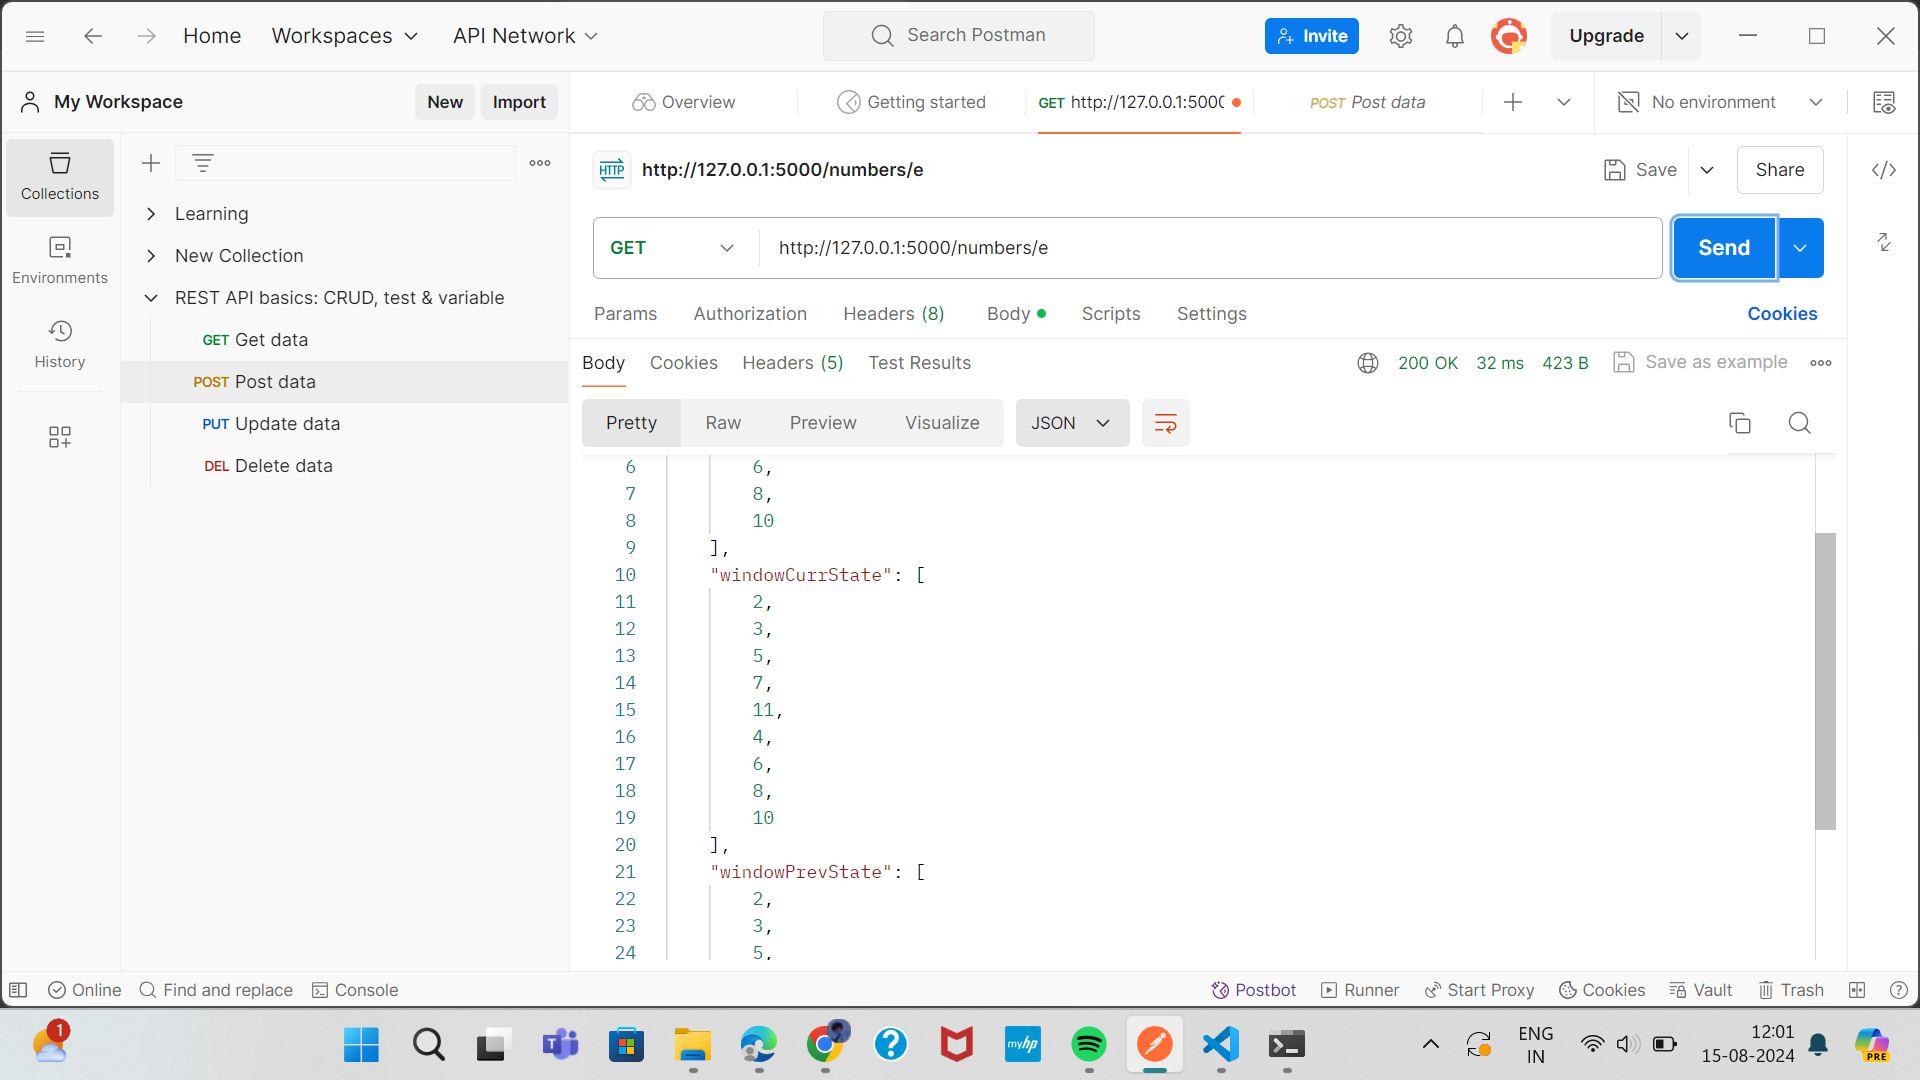 Home
Workspaces
API Network
Search Postman
Invite
Upgrade
My Workspace
New
Import
Overview
Getting started
GET http://127.0.0.1:5000
POST Post data
No environment
Collections
Environments
History
Learning
New Collection
REST API basics: CRUD, test & variable
GET Get data
POST Post data
PUT Update data
DEL Delete data
HTTP
http://127.0.0.1:5000/numbers/e
Save
Share
GET
http://127.0.0.1:5000/numbers/e
Send
Params
Authorization
Headers (8)
Body
Scripts
Settings
Cookies
Body
Cookies
Headers (5)
Test Results
200 OK
32 ms
423 B
Save as example
Pretty
Raw
Preview
Visualize
JSON
6 6,
7 8,
8 10
9 ],
10 "windowCurrState": [
11 2,
12 3,
13 5,
14 7,
15 11,
16 4,
17 6,
18 8,
19 10
20 ],
21 "windowPrevState": [
22 2,
23 3,
24 5,
Online
Find and replace
Console
Postbot
Runner
Start Proxy
Cookies
Vault
Trash
1
myhp
ENG
IN
12:01
15-08-2024
PRE